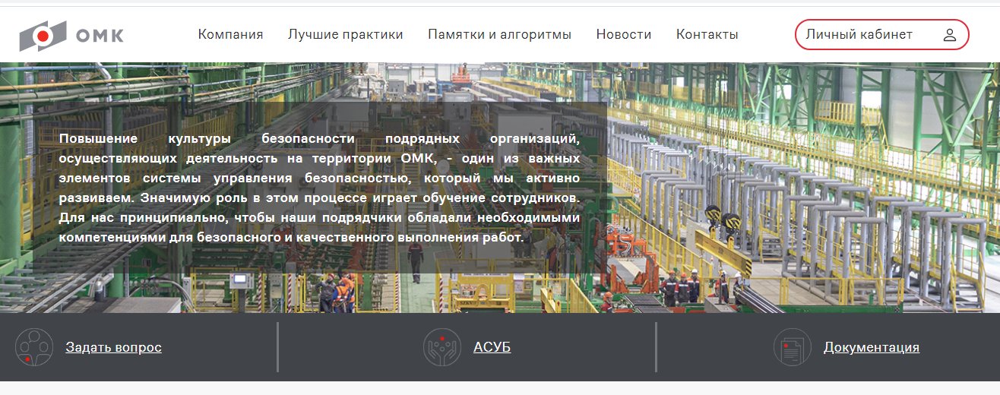 ОМК
Компания
Лучшие практики
Памятки и алгоритмы
Новости
Контакты
Личный кабинет
Повышение культуры безопасности подрядных организаций,
осуществляющих деятельность на территории ОМК, - один из важных
элементов системы управления безопасностью, который мы активно
развиваем. Значимую роль в этом процессе играет обучение сотрудников.
Для нас принципиально, чтобы наши подрядчики обладали необходимыми
компетенциями для безопасного и качественного выполнения работ.
Задать вопрос
АСУБ
Документация